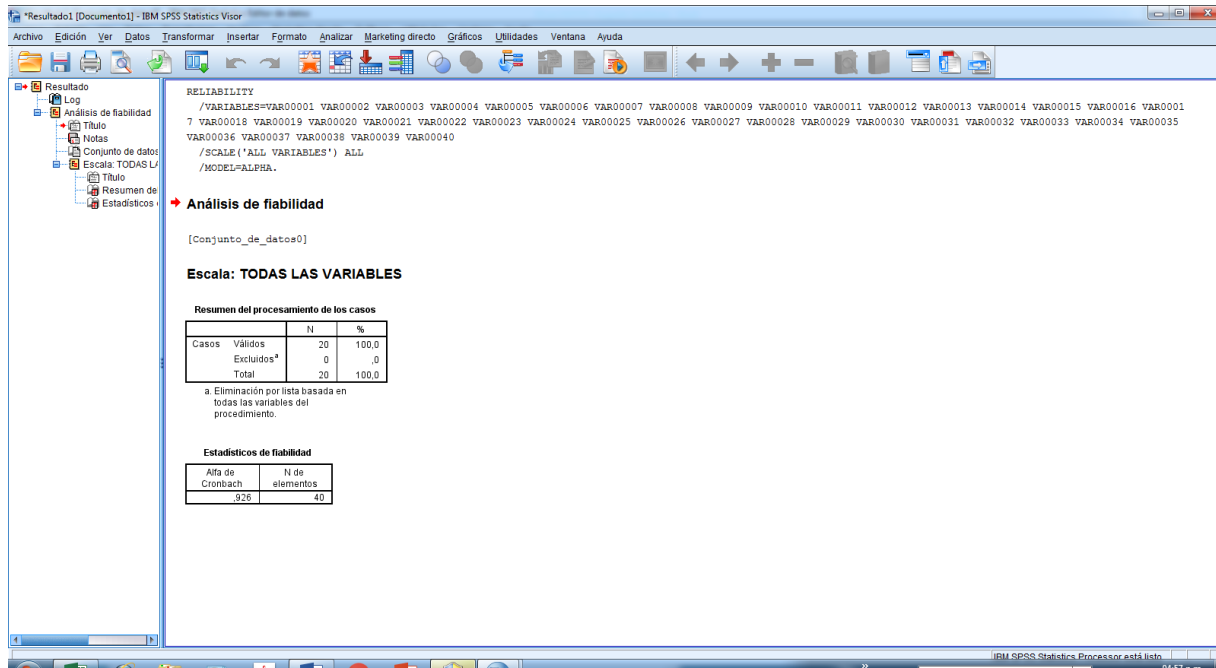 *Resultado1 [Documento1] - IBM SPSS Statistics Visor
Archivo Edición Ver Datos Transformar Insertar Formato Analizar Marketing directo Gráficos Utilidades Ventana Ayuda
Resultado
Log
Análisis de fiabilidad
Título
Notas
Conjunto de datos
Escala: TODAS LA
Título
Resumen de
Estadísticos
RELIABILITY
/VARIABLES=VAR00001 VAR00002 VAR00003 VAR00004 VAR00005 VAR00006 VAR00007 VAR00008 VAR00009 VAR00010 VAR00011 VAR00012 VAR00013 VAR00014 VAR00015 VAR00016 VAR0001
7 VAR00018 VAR00019 VAR00020 VAR00021 VAR00022 VAR00023 VAR00024 VAR00025 VAR00026 VAR00027 VAR00028 VAR00029 VAR00030 VAR00031 VAR00032 VAR00033 VAR00034 VAR00035
VAR00036 VAR00037 VAR00038 VAR00039 VAR00040
/SCALE('ALL VARIABLES') ALL
/MODEL=ALPHA.
Análisis de fiabilidad
[Conjunto_de_datos0]
Escala: TODAS LAS VARIABLES
Resumen del procesamiento de los casos
N %
Casos Válidos 20 100,0
Excluidosª 0 ,0
Total 20 100,0
a. Eliminación por lista basada en
todas las variables del
procedimiento.
Estadísticos de fiabilidad
Alfa de Cronbach N de elementos
,926 40
IBM SPSS Statistics Processor está listo
04:57 p.m.